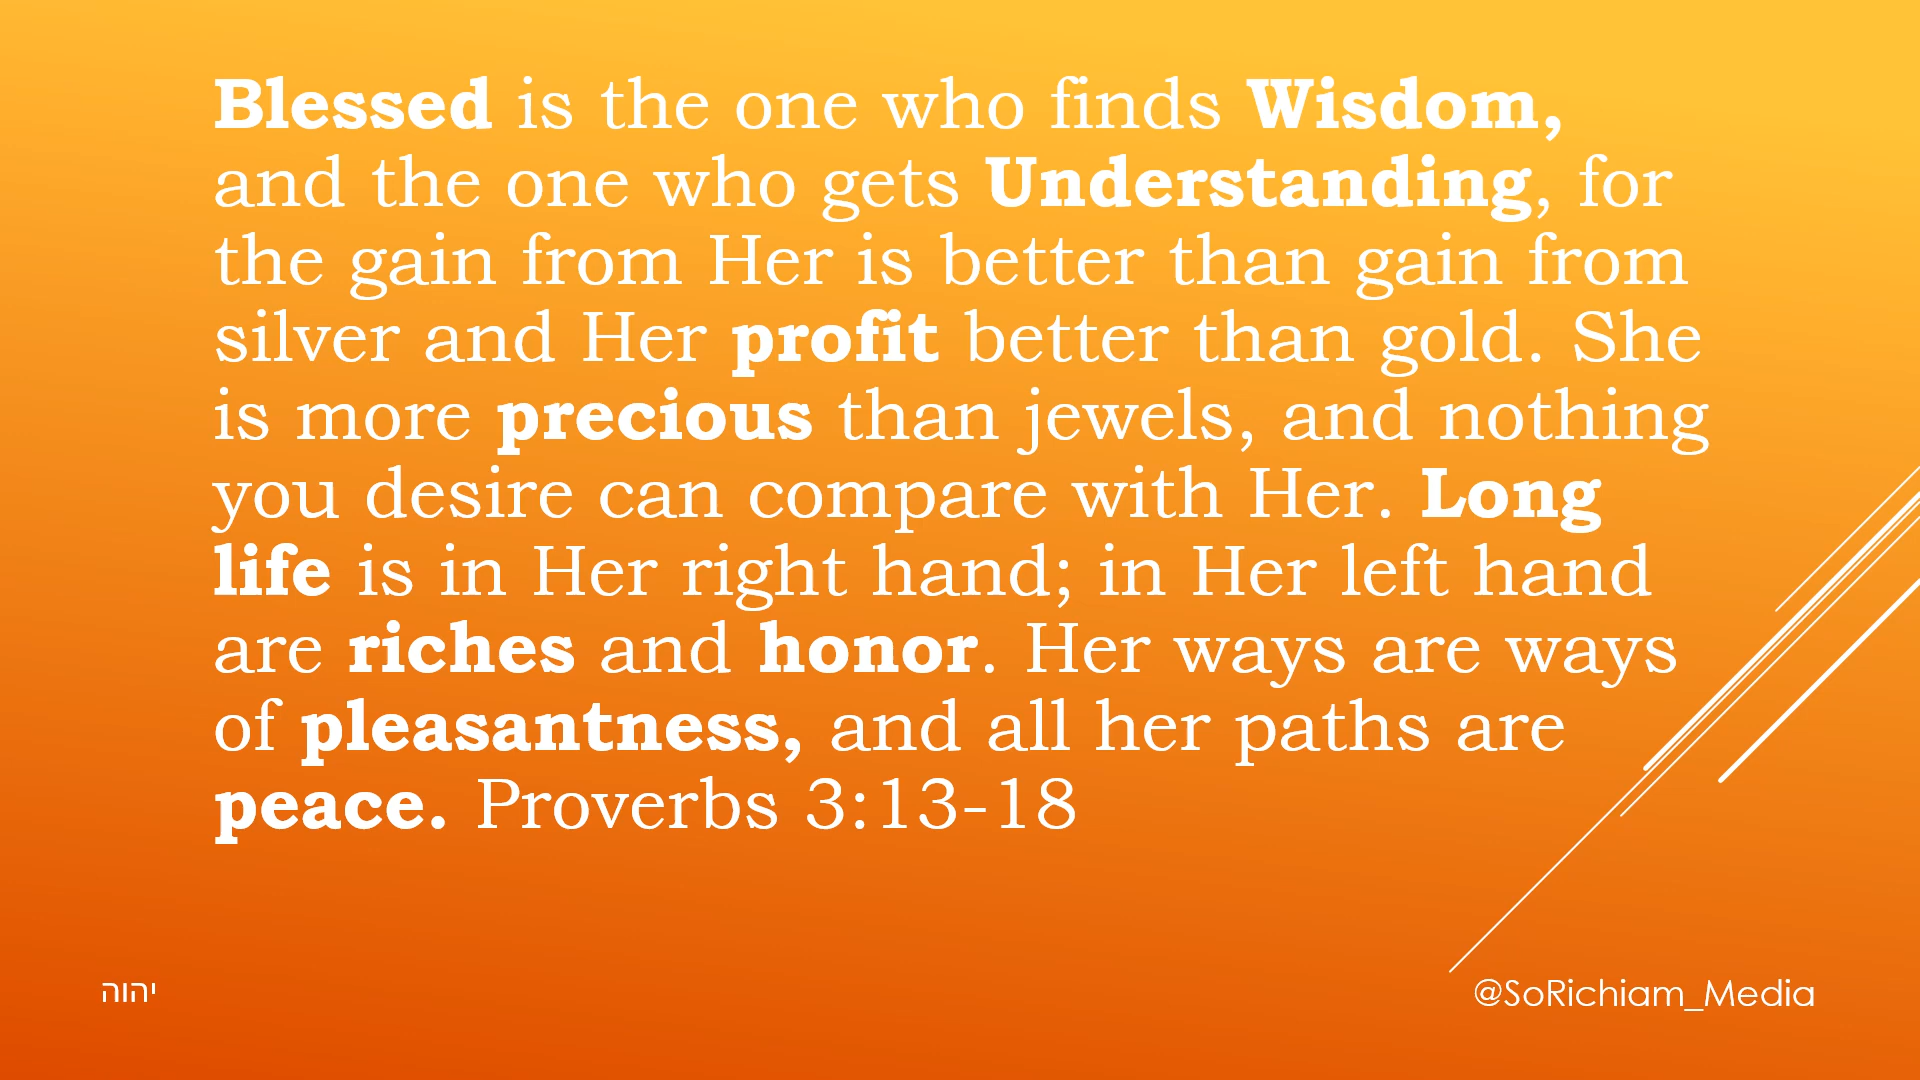 Blessed is the one who finds Wisdom,
and the one who gets Understanding, for
the gain from Her is better than gain from
silver and Her profit better than gold. She
is more precious than jewels, and nothing
you desire can compare with Her. Long
life is in Her right hand; in Her left hand
are riches and honor. Her ways are ways
of pleasantness, and all her paths are
peace. Proverbs 3:13-18
יהוה
@SoRichiam_Media